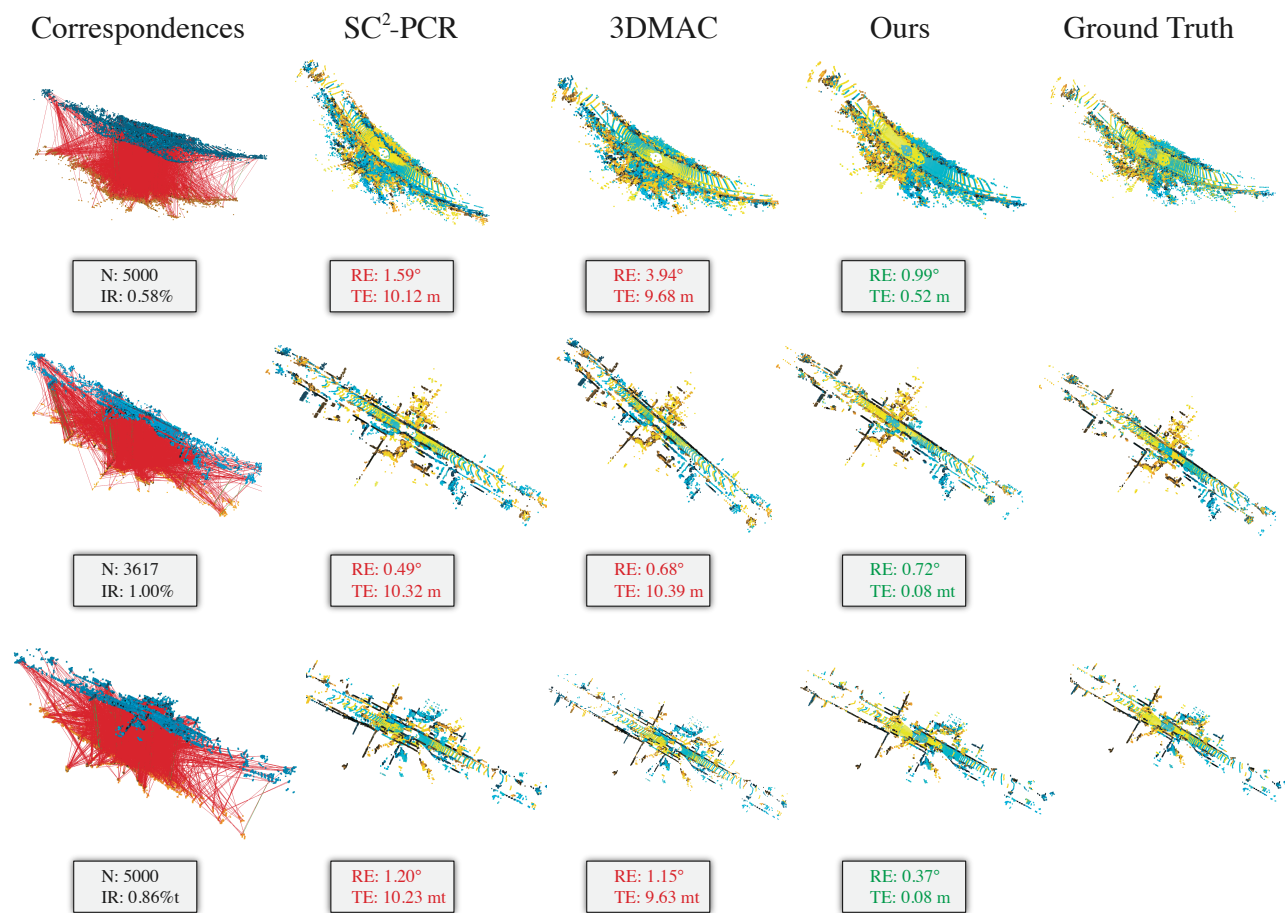 Correspondences SC²-PCR 3DMAC Ours Ground Truth
N: 5000 RE: 1.59° RE: 3.94° RE: 0.99°
IR: 0.58% TE: 10.12 m TE: 9.68 m TE: 0.52 m
N: 3617 RE: 0.49° RE: 0.68° RE: 0.72°
IR: 1.00% TE: 10.32 m TE: 10.39 m TE: 0.08 mt
N: 5000 RE: 1.20° RE: 1.15° RE: 0.37°
IR: 0.86%t TE: 10.23 mt TE: 9.63 mt TE: 0.08 m